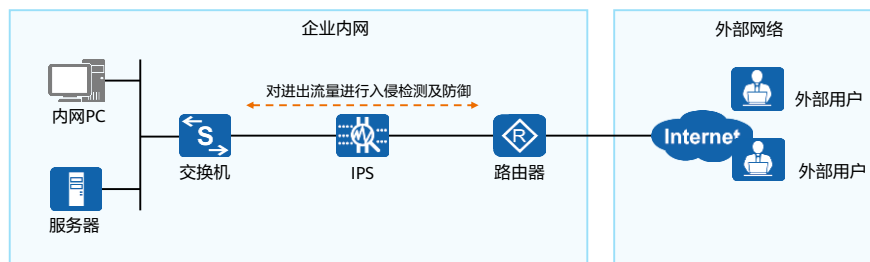 企业内网
外部网络
对进出流量进行入侵检测及防御
内网PC
外部用户
S
R
Internet
交换机
IPS
路由器
外部用户
服务器